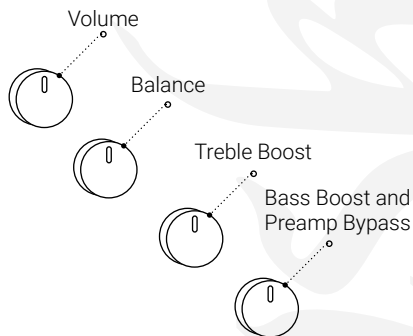 Volume
Balance
Treble Boost
Bass Boost and
Preamp Bypass